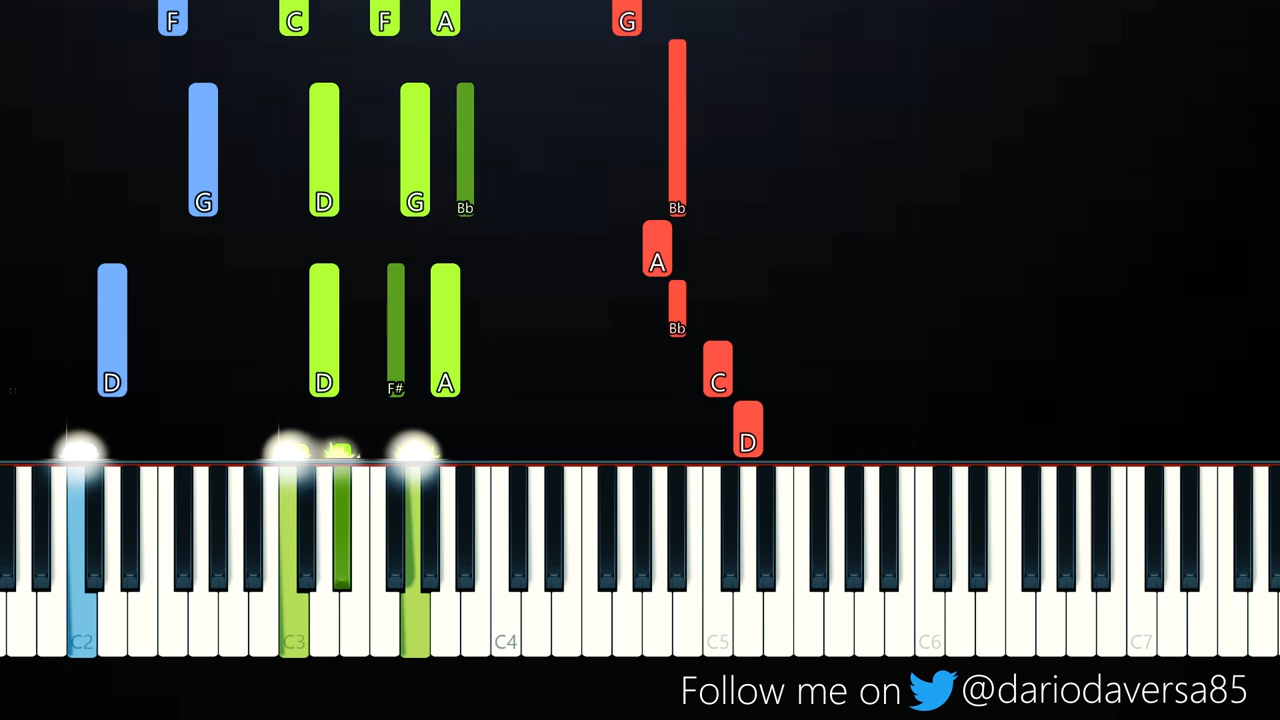 F C F A G
G D G Bb Bb
A
Bb
D D F# A C
D
C2 C3 C4 C5 C6 C7
Follow me on @dariodaversa85